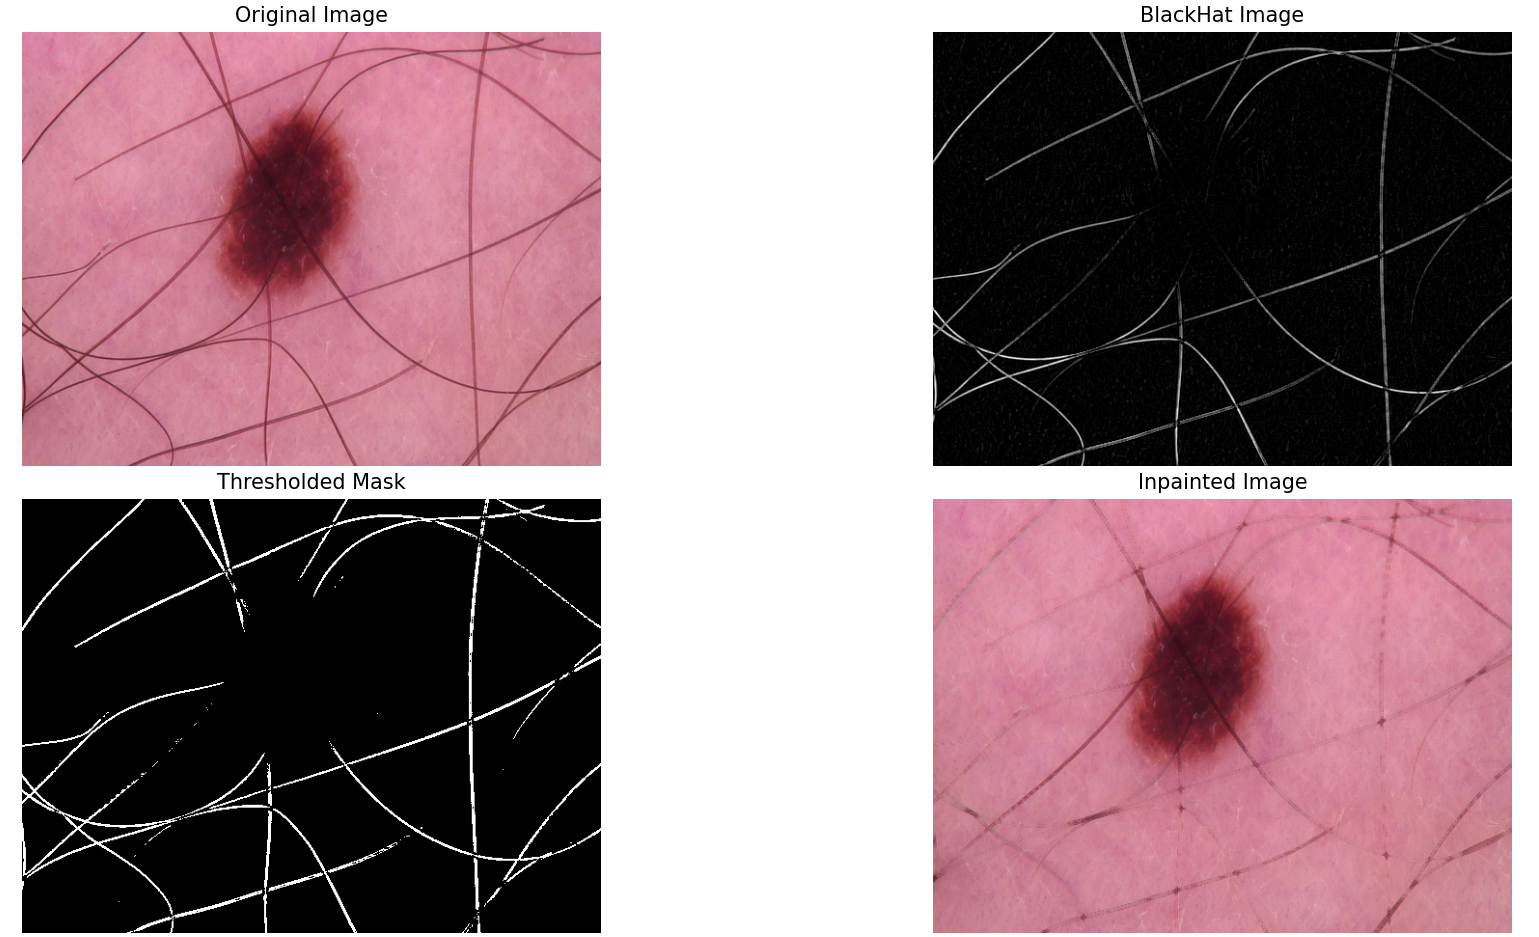 Original Image
BlackHat Image
Thresholded Mask
Inpainted Image